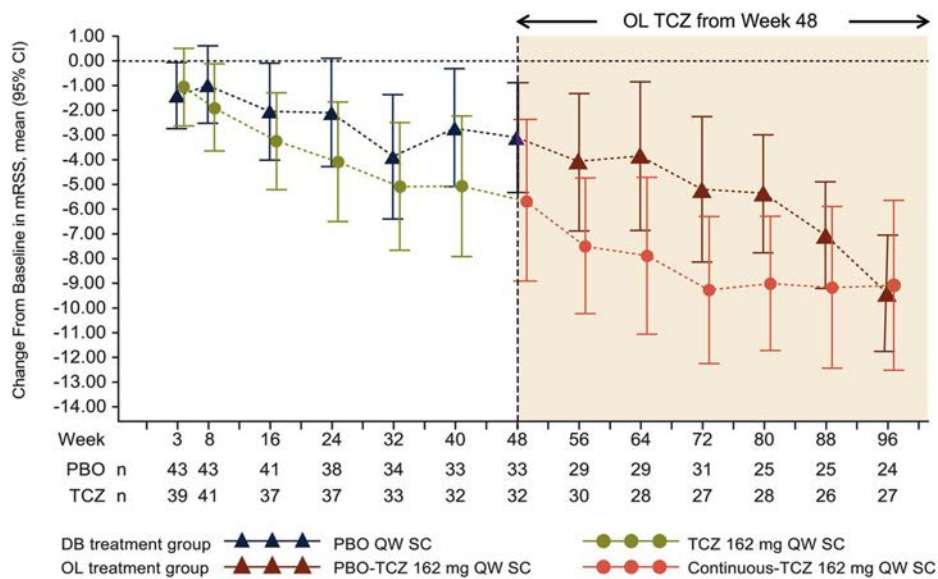 OL TCZ from Week 48
Change From Baseline in mRSS, mean (95% CI)
1.00
0.00
-1.00
-2.00
-3.00
-4.00
-5.00
-6.00
-7.00
-8.00
-9.00
-10.00
-11.00
-12.00
-13.00
-14.00
Week 3 8 16 24 32 40 48 56 64 72 80 88 96
PBO n 43 43 41 38 34 33 33 29 29 31 25 25 24
TCZ n 39 41 37 37 33 32 32 30 28 27 28 26 27
DB treatment group PBO QW SC TCZ 162 mg QW SC
OL treatment group PBO-TCZ 162 mg QW SC Continuous-TCZ 162 mg QW SC